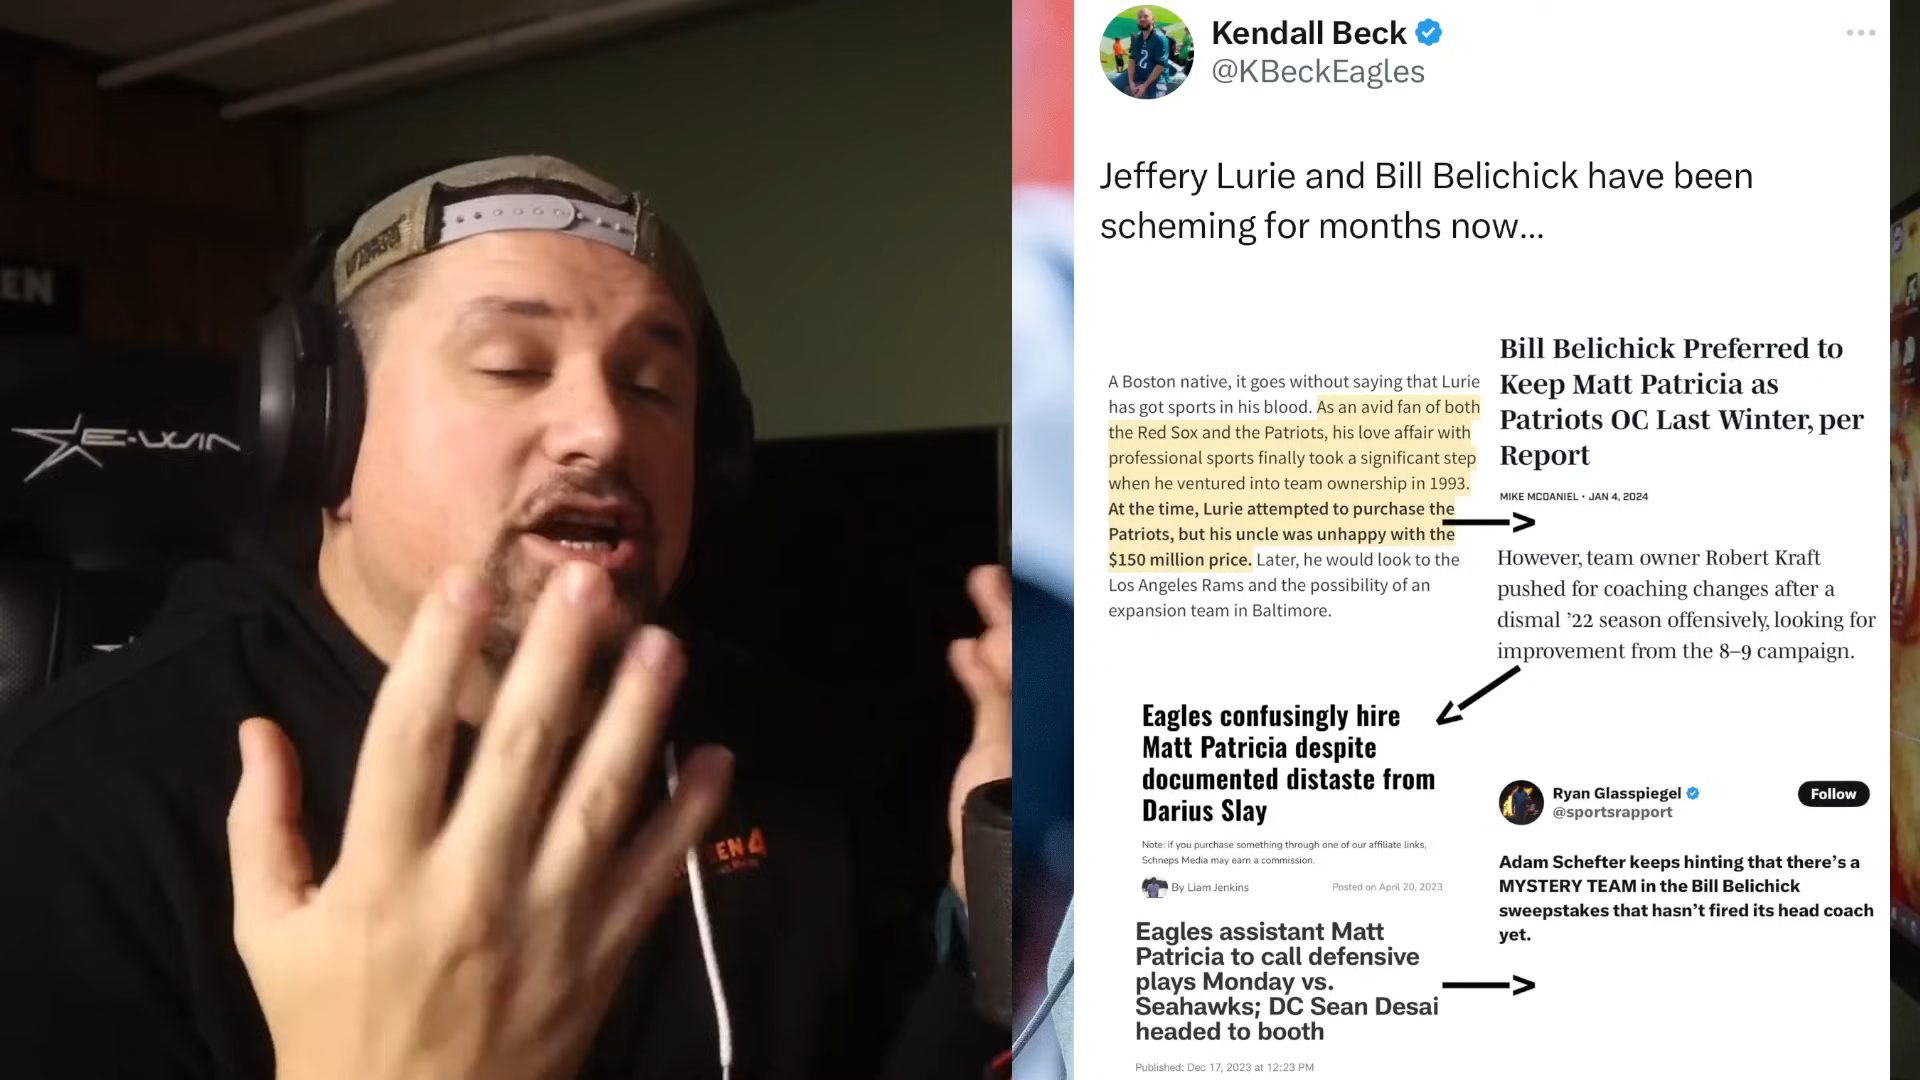 EN
E-WIN
EEN 4
Kendall Beck
@KBeckEagles
Jeffery Lurie and Bill Belichick have been
scheming for months now...
A Boston native, it goes without saying that Lurie
has got sports in his blood. As an avid fan of both
the Red Sox and the Patriots, his love affair with
professional sports finally took a significant step
when he ventured into team ownership in 1993.
At the time, Lurie attempted to purchase the
Patriots, but his uncle was unhappy with the
$150 million price. Later, he would look to the
Los Angeles Rams and the possibility of an
expansion team in Baltimore.
Bill Belichick Preferred to
Keep Matt Patricia as
Patriots OC Last Winter, per
Report
MIKE MCDANIEL • JAN 4, 2024
However, team owner Robert Kraft
pushed for coaching changes after a
dismal ’22 season offensively, looking for
improvement from the 8–9 campaign.
Eagles confusingly hire
Matt Patricia despite
documented distaste from
Darius Slay
Note: if you purchase something through one of our affiliate links,
Schneps Media may earn a commission.
By Liam Jenkins
Posted on April 20, 2023
Eagles assistant Matt
Patricia to call defensive
plays Monday vs.
Seahawks; DC Sean Desai
headed to booth
Published: Dec 17, 2023 at 12:23 PM
Ryan Glasspiegel
@sportsrapport
Follow
Adam Schefter keeps hinting that there’s a
MYSTERY TEAM in the Bill Belichick
sweepstakes that hasn’t fired its head coach
yet.